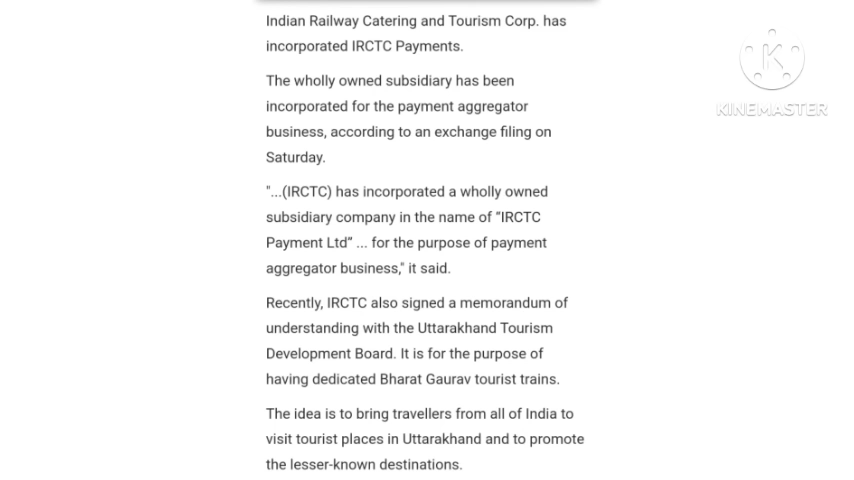 Indian Railway Catering and Tourism Corp. has
incorporated IRCTC Payments.
The wholly owned subsidiary has been
incorporated for the payment aggregator
business, according to an exchange filing on
Saturday.
"...(IRCTC) has incorporated a wholly owned
subsidiary company in the name of “IRCTC
Payment Ltd” ... for the purpose of payment
aggregator business," it said.
Recently, IRCTC also signed a memorandum of
understanding with the Uttarakhand Tourism
Development Board. It is for the purpose of
having dedicated Bharat Gaurav tourist trains.
The idea is to bring travellers from all of India to
visit tourist places in Uttarakhand and to promote
the lesser-known destinations.
K
KINEMASTER